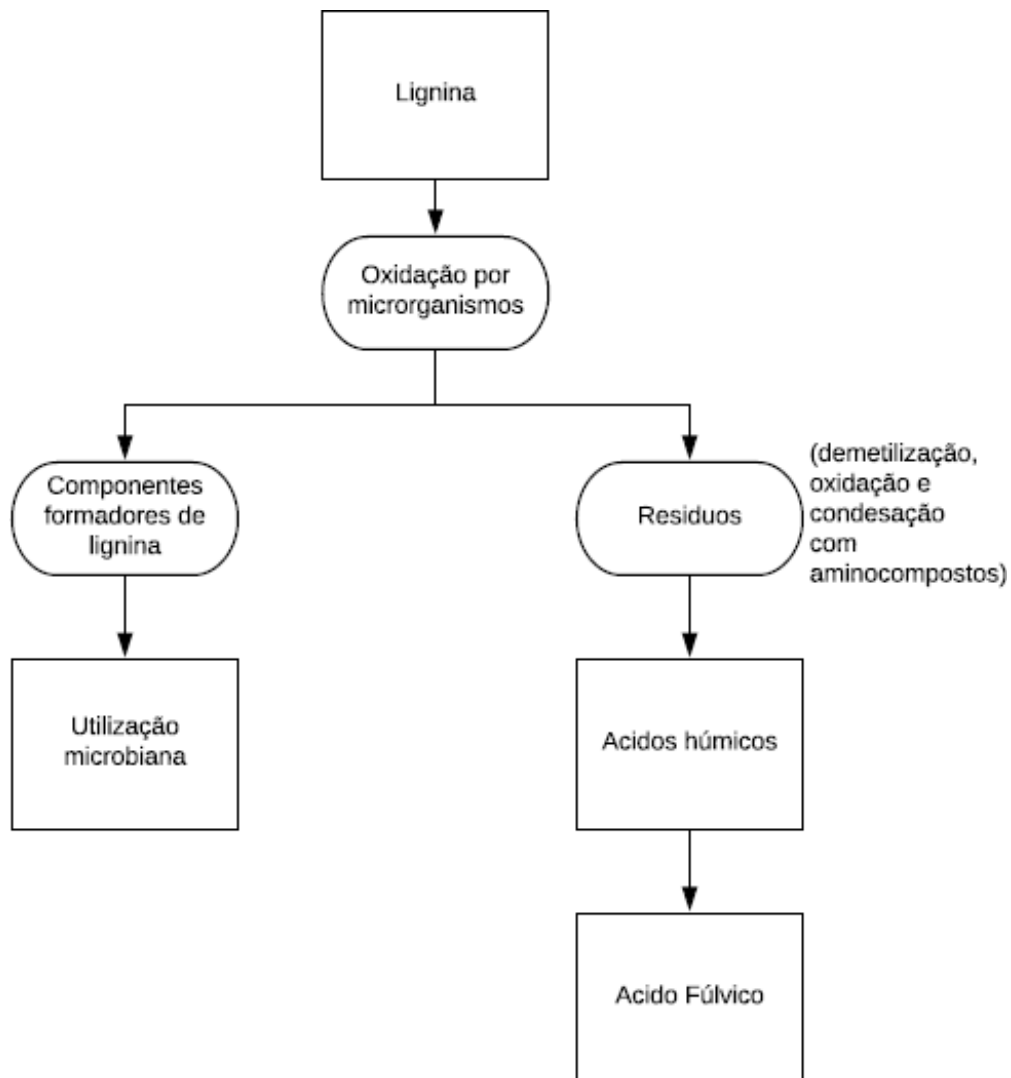 Lignina
Oxidação por
microrganismos
Componentes
formadores de
lignina
Residuos
(demetilização,
oxidação e
condesação
com
aminocompostos)
Utilização
microbiana
Acidos húmicos
Acido Fúlvico